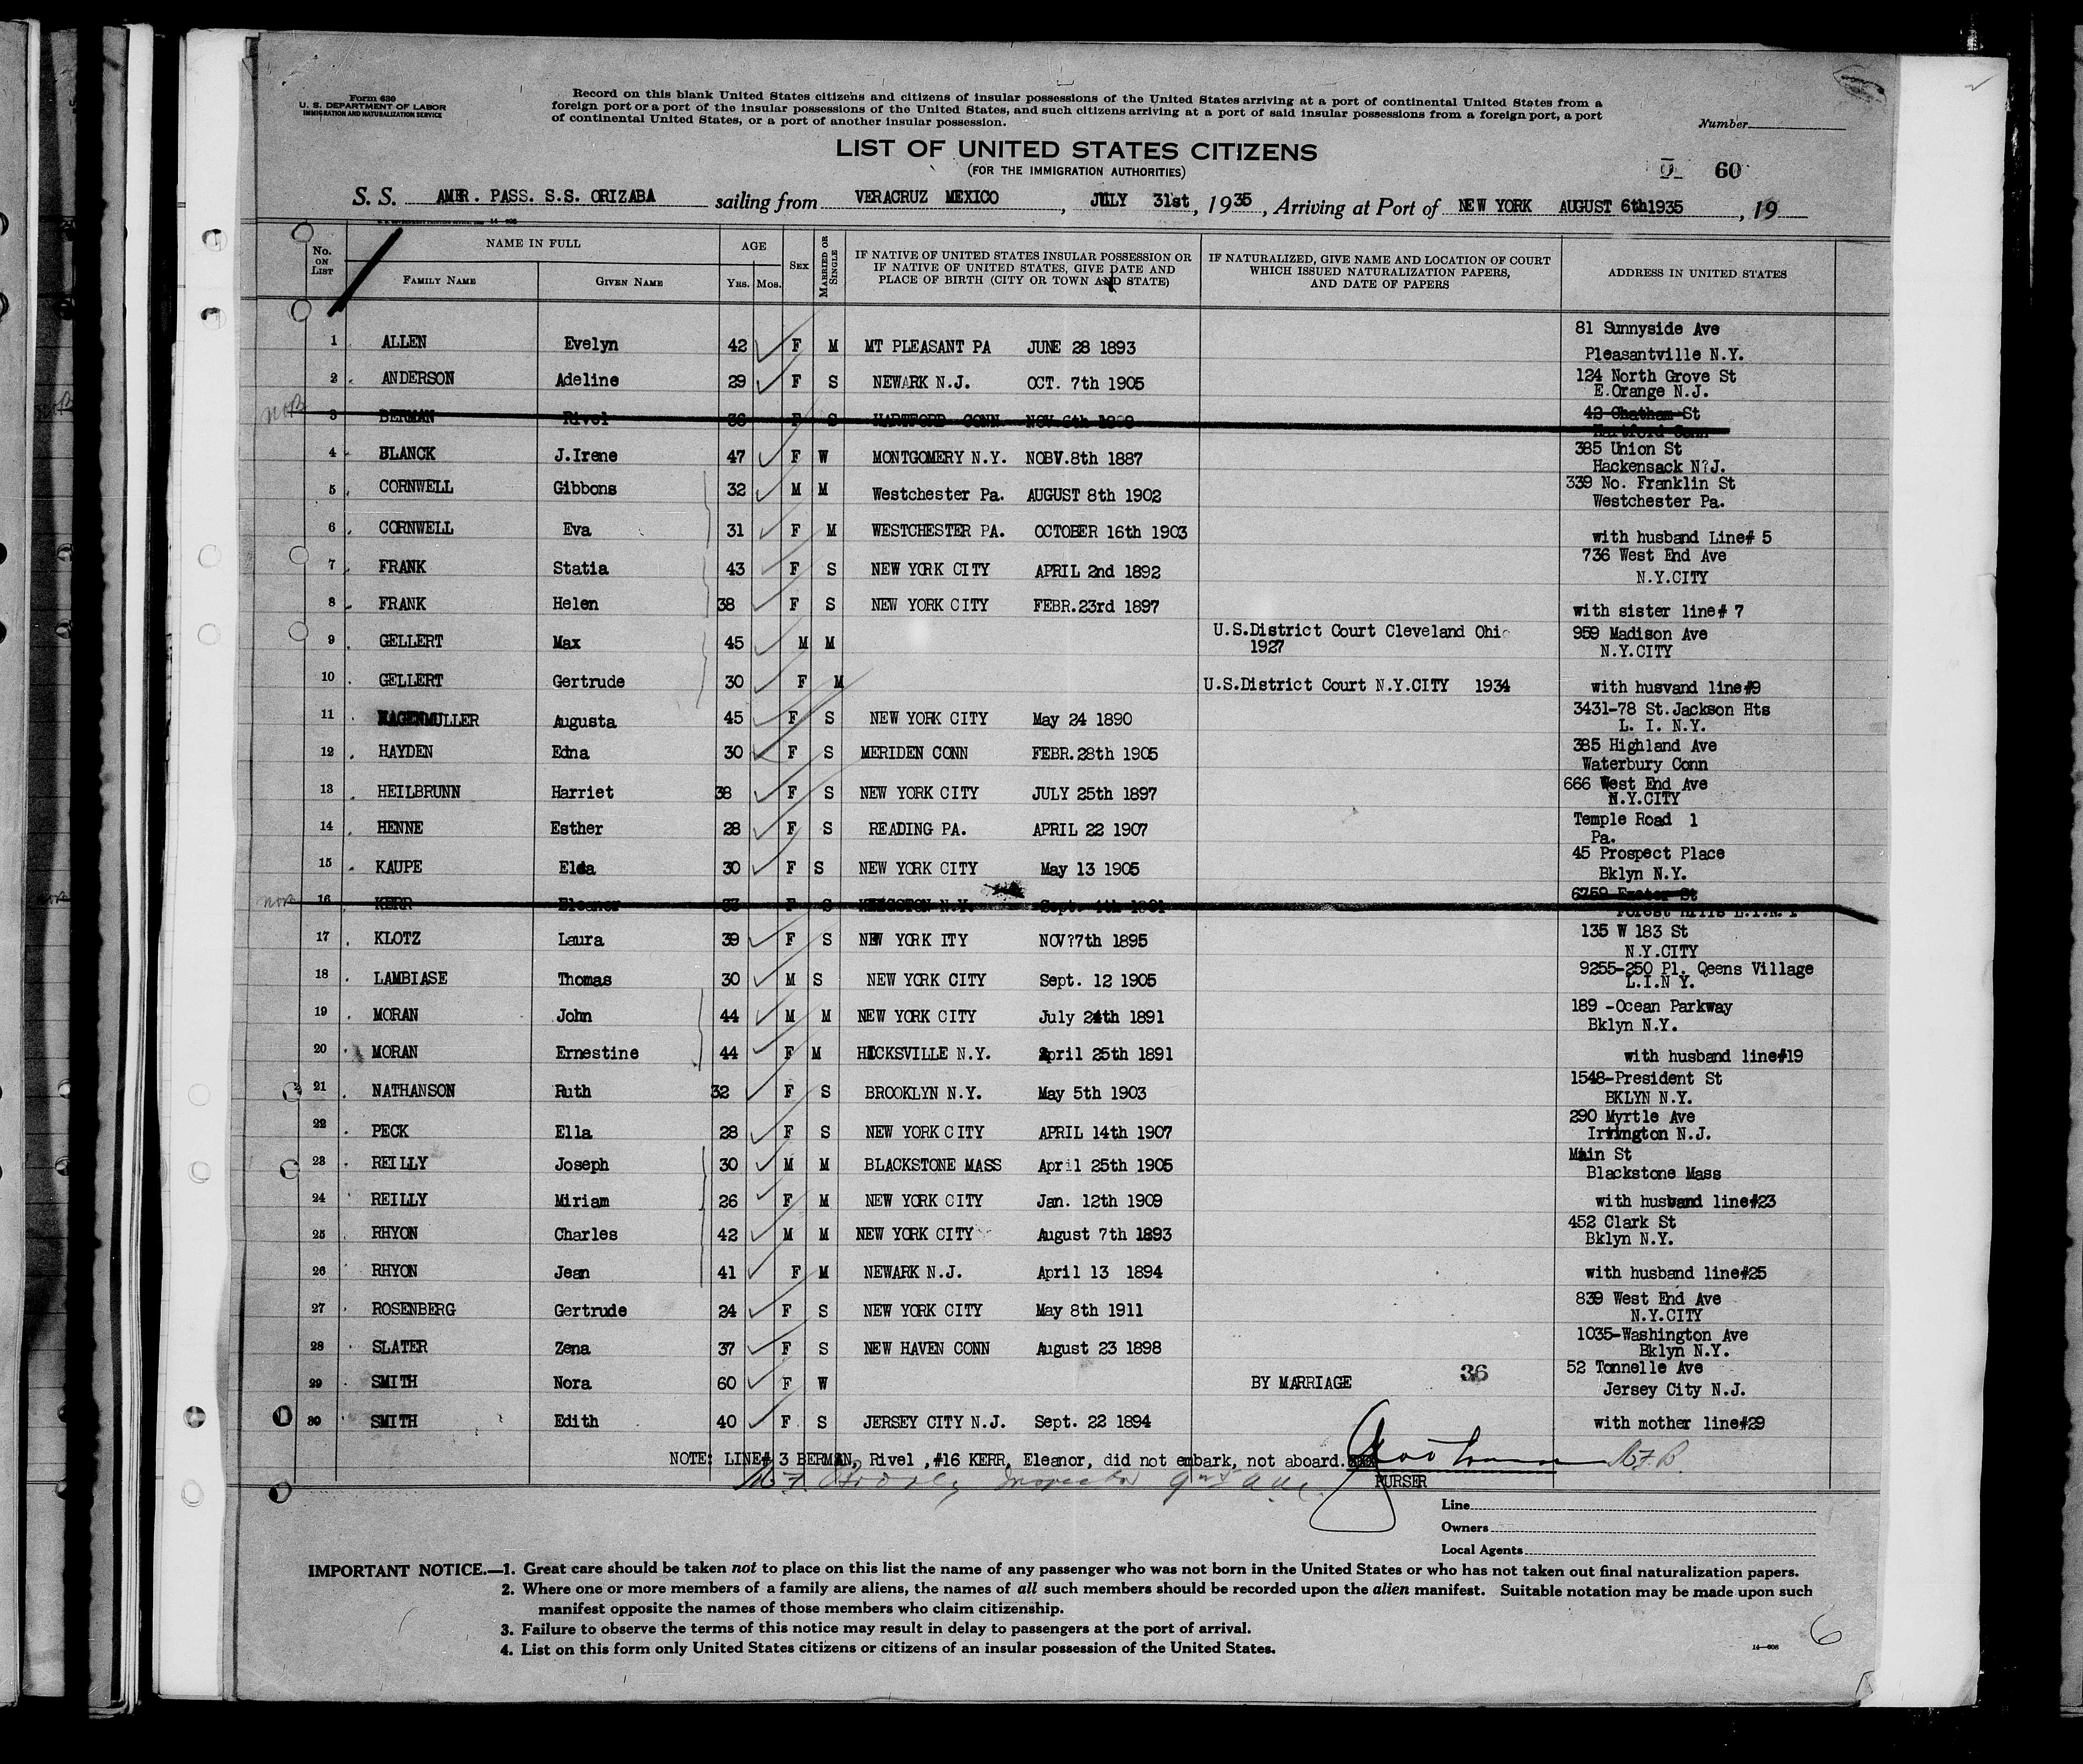 Form 630
U. S. DEPARTMENT OF LABOR
IMMIGRATION AND NATURALIZATION SERVICE
Record on this blank United States citizens and citizens of insular possessions of the United States arriving at a port of continental United States from a
foreign port or a port of the insular possessions of the United States, and such citizens arriving at a port of said insular possessions from a foreign port, a port
of continental United States, or a port of another insular possession.
Number
LIST OF UNITED STATES CITIZENS
(FOR THE IMMIGRATION AUTHORITIES)
60
S. S. AMER. PASS. S.S. ORIZABA sailing from VERACRUZ MEXICO, JULY 31st, 1935, Arriving at Port of NEW YORK AUGUST 6th1935, 19
No. ON LIST
NAME IN FULL
FAMILY NAME GIVEN NAME
AGE
YRS. MOS.
SEX
MARRIED OR SINGLE
IF NATIVE OF UNITED STATES INSULAR POSSESSION OR
IF NATIVE OF UNITED STATES, GIVE DATE AND
PLACE OF BIRTH (CITY OR TOWN AND STATE)
IF NATURALIZED, GIVE NAME AND LOCATION OF COURT
WHICH ISSUED NATURALIZATION PAPERS,
AND DATE OF PAPERS
ADDRESS IN UNITED STATES
1 ALLEN Evelyn 42 F M MT PLEASANT PA JUNE 28 1893 81 Sunnyside Ave
Pleasantville N.Y.
2 ANDERSON Adeline 29 F S NEWARK N.J. OCT. 7th 1905 124 North Grove St
E.Orange N.J.
3 BERMAN Rivel 36 F S HARTFORD CONN NOV 6th 42 Chatham St
Hartford Conn
4 BLANCK J.Irene 47 F W MONTGOMERY N.Y. NOBV.8th 1887 385 Union St
Hackensack N?J.
5 CORNWELL Gibbons 32 M M Westchester Pa. AUGUST 8th 1902 339 No. Franklin St
Westchester Pa.
6 CORNWELL Eva 31 F M WESTCHESTER PA. OCTOBER 16th 1903 with husband Line# 5
7 FRANK Statia 43 F S NEW YORK CITY APRIL 2nd 1892 736 West End Ave
N.Y.CITY
8 FRANK Helen 38 F S NEW YORK CITY FEBR.23rd 1897 with sister line# 7
9 GELLERT Max 45 M M U.S.District Court Cleveland Ohio 959 Madison Ave
1927 N.Y.CITY
10 GELLERT Gertrude 30 F M U.S.District Court N.Y.CITY 1934 with husvand line#9
11 HAGENMULLER Augusta 45 F S NEW YORK CITY May 24 1890 3431-78 St.Jackson Hts
L. I. N.Y.
12 HAYDEN Edna 30 F S MERIDEN CONN FEBR.28th 1905 385 Highland Ave
Waterbury Conn
13 HEILBRUNN Harriet 38 F S NEW YORK CITY JULY 25th 1897 666 West End Ave
N.Y.CITY
14 HENNE Esther 28 F S READING PA. APRIL 22 1907 Temple Road 1
Pa.
15 KAUPE Elsa 30 F S NEW YORK CITY May 13 1905 45 Prospect Place
Bklyn N.Y.
16 KERR Eleanor 33 F S KINGSTON N.Y. Sept. 4th 1901 6759 Exeter St
Forest Hills L.I.N.Y
17 KLOTZ Laura 39 F S NEW YORK ITY NOV?7th 1895 135 W 183 St
N.Y.CITY
18 LAMBIASE Thomas 30 M S NEW YORK CITY Sept. 12 1905 9255-250 Pl. Qeens Village
L.I.N Y.
19 MORAN John 44 M M NEW YORK CITY July 24th 1891 189 -Ocean Parkway
Bklyn N.Y.
20 MORAN Ernestine 44 F M HICKSVILLE N.Y. April 25th 1891 with husband line#19
21 NATHANSON Ruth 32 F S BROOKLYN N.Y. May 5th 1903 1548-President St
BKLYN N.Y.
22 PECK Ella 28 F S NEW YORK CITY APRIL 14th 1907 290 Myrtle Ave
Irvington N.J.
23 REILLY Joseph 30 M M BLACKSTONE MASS April 25th 1905 Main St
Blackstone Mass
24 REILLY Miriam 26 F M NEW YORK CITY Jan. 12th 1909 with husband line#23
25 RHYON Charles 42 M M NEW YORK CITY August 7th 1893 452 Clark St
Bklyn N.Y.
26 RHYON Jean 41 F M NEWARK N.J. April 13 1894 with husband line#25
27 ROSENBERG Gertrude 24 F S NEW YORK CITY May 8th 1911 839 West End Ave
N.Y.CITY
28 SLATER Zena 37 F S NEW HAVEN CONN August 23 1898 1035-Washington Ave
Bklyn N.Y.
29 SMITH Nora 60 F W BY MARRIAGE 36 52 Tonnelle Ave
Jersey City N.J.
30 SMITH Edith 40 F S JERSEY CITY N.J. Sept. 22 1894 with mother line#29
NOTE: LINE# 3 BERMAN, Rivel ,#16 KERR, Eleanor, did not embark, not aboard.
PURSER
Line
Owners
Local Agents
IMPORTANT NOTICE.—1. Great care should be taken not to place on this list the name of any passenger who was not born in the United States or who has not taken out final naturalization papers.
2. Where one or more members of a family are aliens, the names of all such members should be recorded upon the alien manifest. Suitable notation may be made upon such
manifest opposite the names of those members who claim citizenship.
3. Failure to observe the terms of this notice may result in delay to passengers at the port of arrival.
4. List on this form only United States citizens or citizens of an insular possession of the United States.
14—608
6